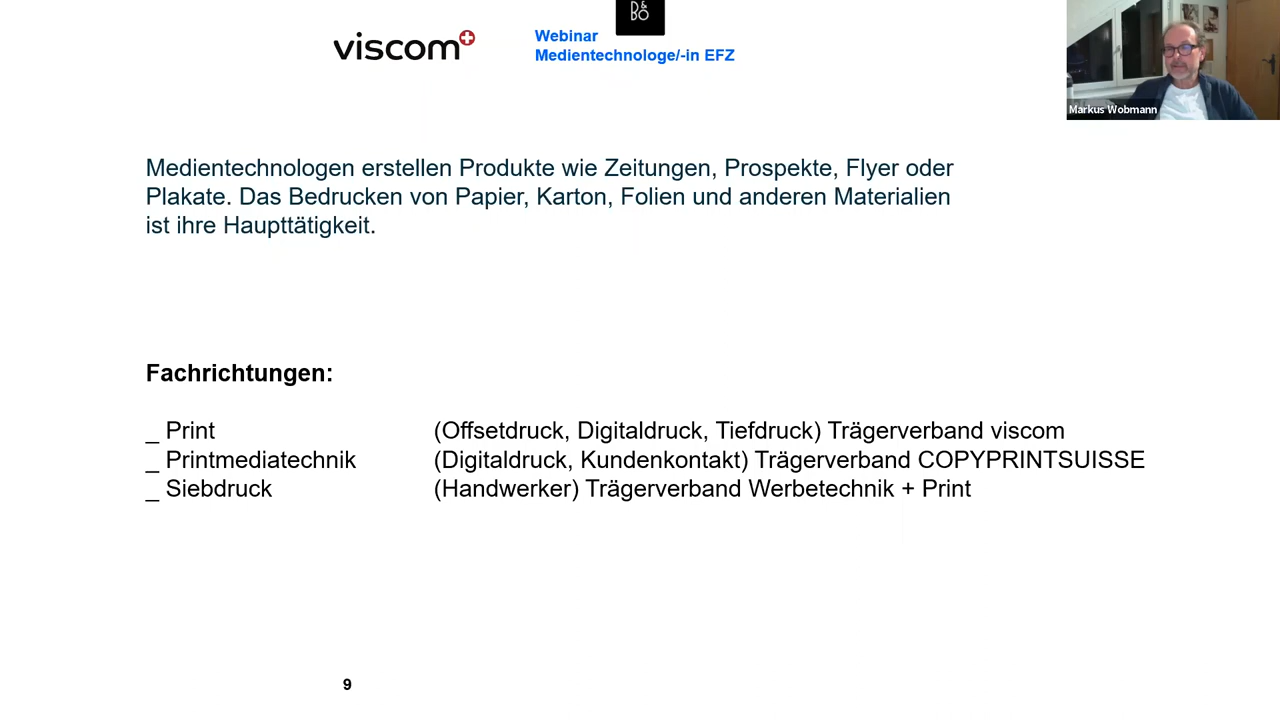 D&
BO
viscom
Webinar
Medientechnologe/-in EFZ
Markus Wobmann
Medientechnologen erstellen Produkte wie Zeitungen, Prospekte, Flyer oder
Plakate. Das Bedrucken von Papier, Karton, Folien und anderen Materialien
ist ihre Haupttätigkeit.
Fachrichtungen:
_ Print (Offsetdruck, Digitaldruck, Tiefdruck) Trägerverband viscom
_ Printmediatechnik (Digitaldruck, Kundenkontakt) Trägerverband COPYPRINTSUISSE
_ Siebdruck (Handwerker) Trägerverband Werbetechnik + Print
9